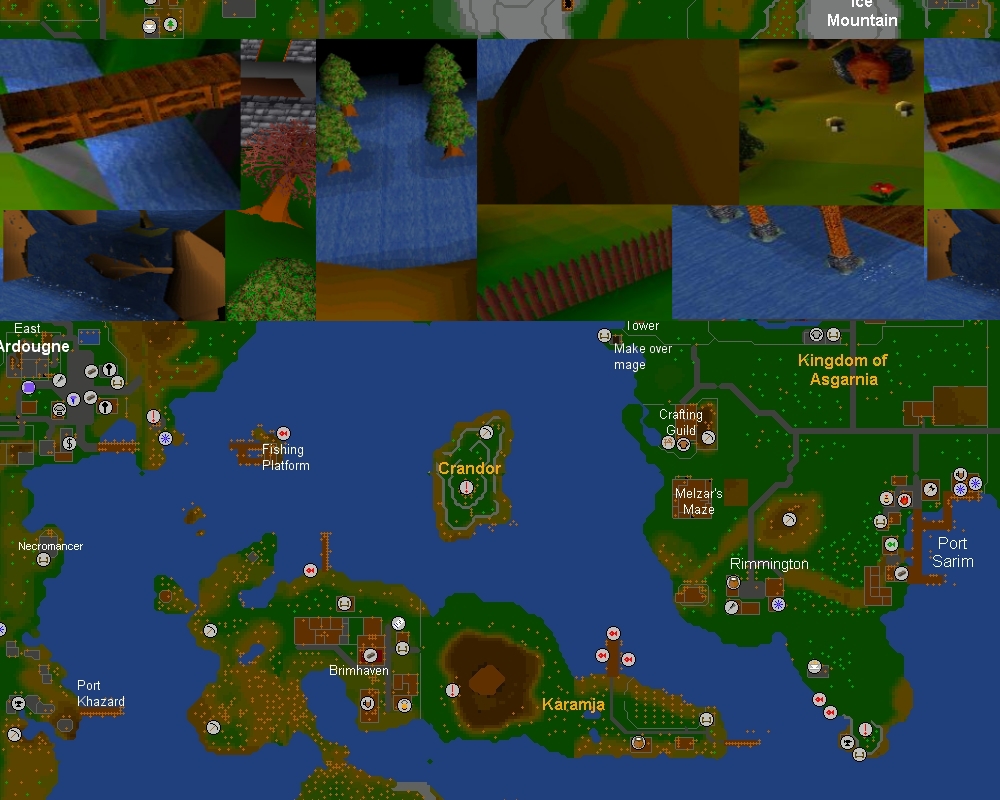 Ice
Mountain
East
Ardougne
Tower
Make over
mage
Kingdom of
Asgarnia
Crafting
Guild
Fishing
Platform
Crandor
Melzar's
Maze
Necromancer
Port
Sarim
Rimmington
Brimhaven
Port
Khazard
Karamja